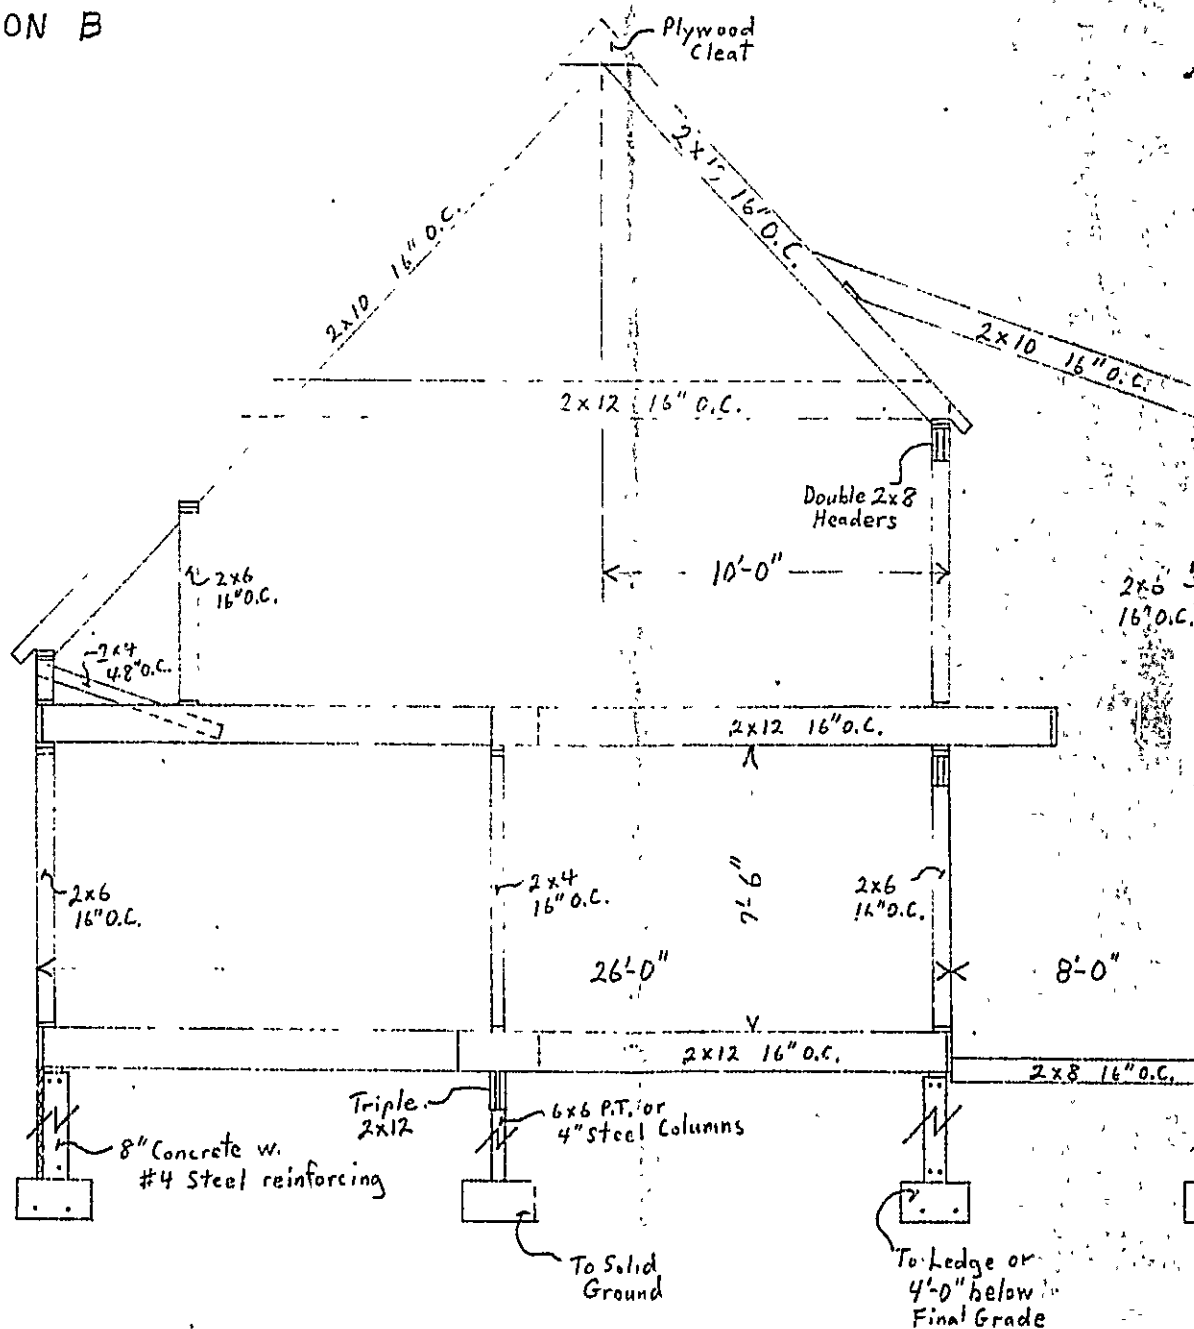 ON B
Plywood
Cleat
2x12 16" O.C.
2x10 16" O.C.
2x10 16" O.C.
2x12 16" O.C.
Double 2x8
Headers
10'-0"
2x6
16" O.C.
2x6
16" O.C.
2x4
48" O.C.
2x12 16" O.C.
2x6
16" O.C.
2x4
16" O.C.
7'-6"
2x6
16" O.C.
26'-0"
8'-0"
2x12 16" O.C.
2x8 16" O.C.
Triple
2x12
6x6 P.T. or
4" Steel Columns
8" Concrete w.
#4 Steel reinforcing
To Solid
Ground
To Ledge or
4'-0" below
Final Grade